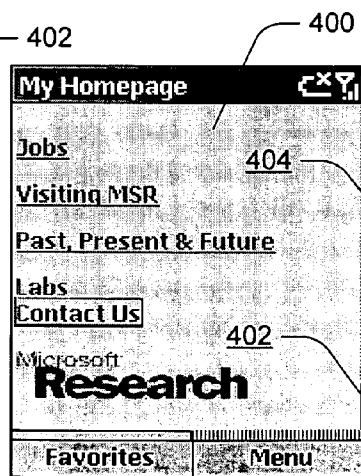 400
402
My Homepage
Jobs
404
Visiting MSR
Past, Present & Future
Labs
Contact Us
402
Microsoft
Research
Favorites Menu